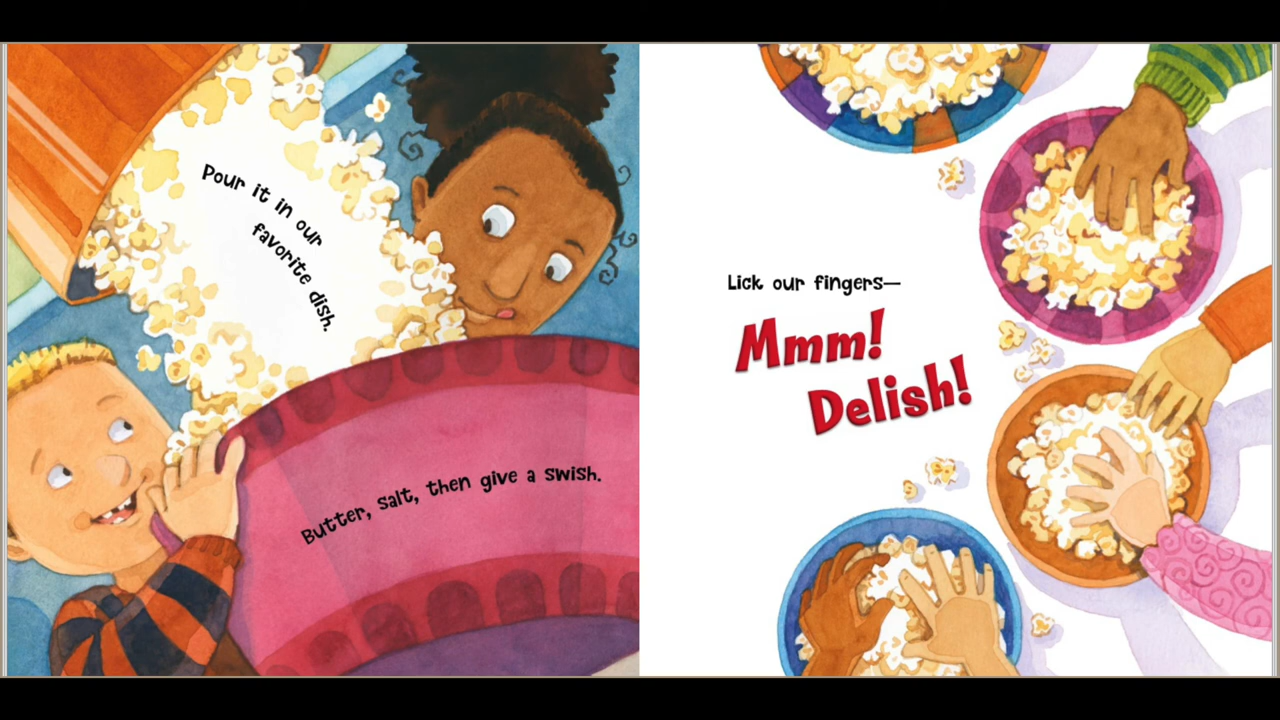 Pour it in our
favorite dish.
Butter, salt, then give a swish.
Lick our fingers—
Mmm!
Delish!